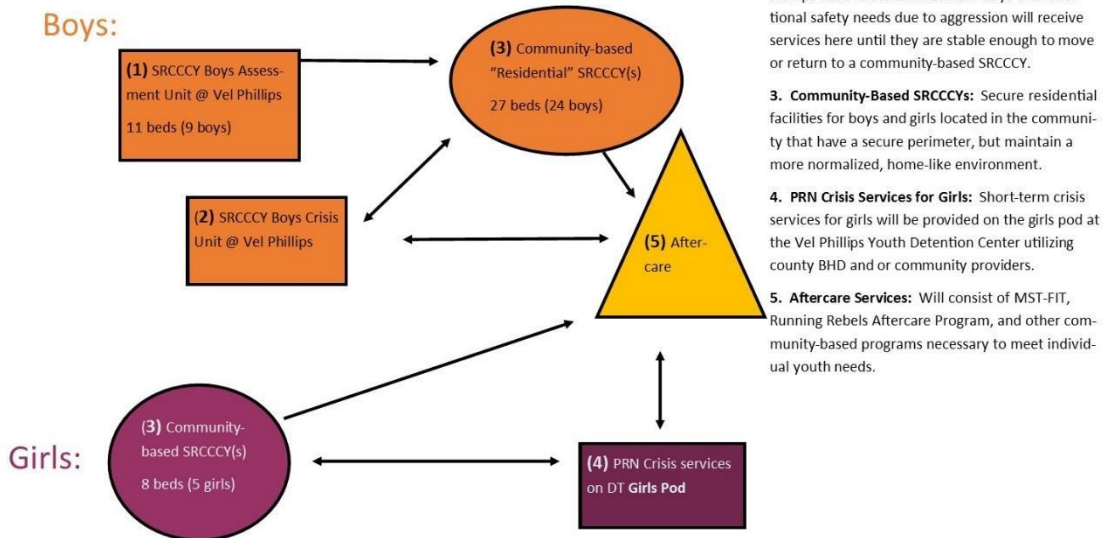 Boys:
(1) SRCCCY Boys Assess-
ment Unit @ Vel Phillips
11 beds (9 boys)
(3) Community-based
“Residential” SRCCCY(s)
27 beds (24 boys)
(2) SRCCCY Boys Crisis
Unit @ Vel Phillips
(5) After-
care
Girls:
(3) Community-
based SRCCCY(s)
8 beds (5 girls)
(4) PRN Crisis services
on DT Girls Pod
tional safety needs due to aggression will receive
services here until they are stable enough to move
or return to a community-based SRCCCY.
3. Community-Based SRCCCYs: Secure residential
facilities for boys and girls located in the communi-
ty that have a secure perimeter, but maintain a
more normalized, home-like environment.
4. PRN Crisis Services for Girls: Short-term crisis
services for girls will be provided on the girls pod at
the Vel Phillips Youth Detention Center utilizing
county BHD and or community providers.
5. Aftercare Services: Will consist of MST-FIT,
Running Rebels Aftercare Program, and other com-
munity-based programs necessary to meet individ-
ual youth needs.